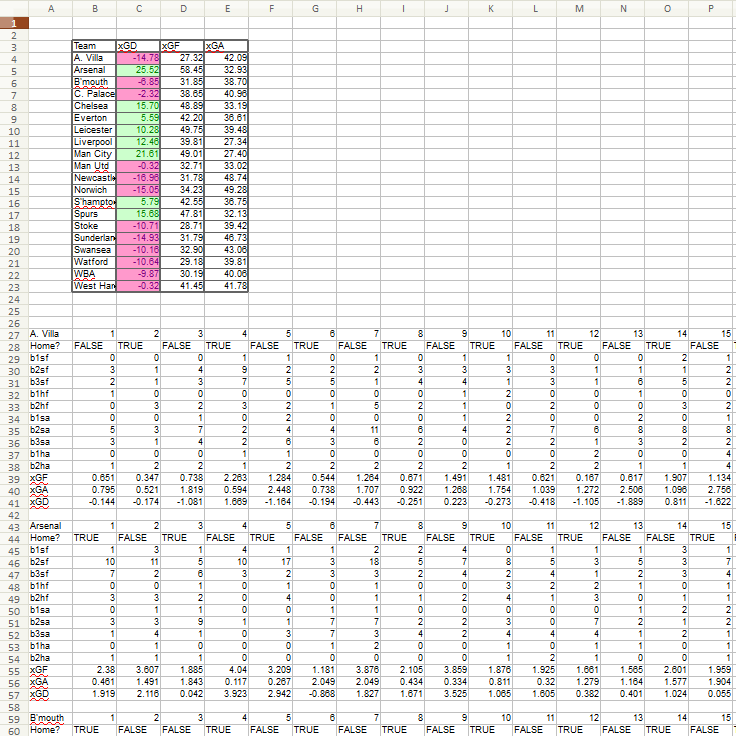 A B C D E F G H I J K L M N O P
1
2
3 Team xGD xGF xGA
4 A. Villa -14.78 27.32 42.09
5 Arsenal 25.52 58.45 32.93
6 B'mouth -6.85 31.85 38.70
7 C. Palace -2.32 38.65 40.96
8 Chelsea 15.70 48.89 33.19
9 Everton 5.59 42.20 36.61
10 Leicester 10.28 49.75 39.48
11 Liverpool 12.46 39.81 27.34
12 Man City 21.61 49.01 27.40
13 Man Utd -0.32 32.71 33.02
14 Newcastle -16.96 31.78 48.74
15 Norwich -15.05 34.23 49.28
16 S'hampto 5.79 42.55 36.75
17 Spurs 15.68 47.81 32.13
18 Stoke -10.71 28.71 39.42
19 Sunderlan -14.93 31.79 46.73
20 Swansea -10.16 32.90 43.06
21 Watford -10.64 29.18 39.81
22 WBA -9.87 30.19 40.06
23 West Ham -0.32 41.45 41.78
24
25
26
27 A. Villa 1 2 3 4 5 6 7 8 9 10 11 12 13 14 15
28 Home? FALSE TRUE FALSE TRUE FALSE TRUE FALSE TRUE FALSE TRUE FALSE TRUE FALSE TRUE FALSE
29 b1sf 0 0 0 1 1 0 1 0 1 1 0 0 0 2 1
30 b2sf 3 1 4 9 2 2 2 3 3 3 3 1 1 1 2
31 b3sf 2 1 3 7 5 5 1 4 4 1 3 1 6 5 2
32 b1hf 1 0 0 0 0 0 0 0 1 2 0 0 1 0 0
33 b2hf 0 3 2 3 2 1 5 2 1 0 2 0 0 3 2
34 b1sa 0 0 1 0 2 0 0 0 1 2 0 0 2 0 1
35 b2sa 5 3 7 2 4 4 11 6 4 2 7 6 8 8 8
36 b3sa 3 1 4 2 6 3 6 2 0 2 2 1 3 2 2
37 b1ha 0 0 0 1 1 0 0 0 0 0 0 2 0 0 4
38 b2ha 1 2 2 1 2 2 2 2 1 2 2 1 1 1 4
39 xGF 0.651 0.347 0.738 2.263 1.284 0.544 1.264 0.671 1.491 1.481 0.621 0.167 0.617 1.907 1.134
40 xGA 0.795 0.521 1.819 0.594 2.448 0.738 1.707 0.922 1.268 1.754 1.039 1.272 2.506 1.096 2.756
41 xGD -0.144 -0.174 -1.081 1.669 -1.164 -0.194 -0.443 -0.251 0.223 -0.273 -0.418 -1.105 -1.889 0.811 -1.622
42
43 Arsenal 1 2 3 4 5 6 7 8 9 10 11 12 13 14 15
44 Home? TRUE FALSE TRUE FALSE TRUE FALSE TRUE FALSE TRUE FALSE TRUE FALSE TRUE FALSE TRUE
45 b1sf 1 3 1 4 1 1 2 2 4 0 1 1 1 3 1
46 b2sf 10 11 5 10 17 3 18 5 7 8 5 3 5 3 7
47 b3sf 7 2 6 3 2 3 3 2 4 2 4 1 2 3 4
48 b1hf 0 1 0 1 0 1 1 0 0 3 2 2 1 1 0
49 b2hf 3 3 2 0 4 0 1 1 2 4 1 3 0 1 1
50 b1sa 0 1 1 0 0 1 1 0 0 0 0 1 0 2 2
51 b2sa 3 3 9 1 1 7 7 2 2 3 0 7 2 1 2
52 b3sa 1 4 1 0 3 7 3 4 2 4 4 4 1 2 1
53 b1ha 0 1 0 0 0 0 2 0 0 1 0 0 1 0 0
54 b2ha 1 1 1 0 0 0 0 0 0 1 2 1 0 0 1
55 xGF 2.38 3.607 1.885 4.04 3.209 1.181 3.876 2.105 3.859 1.876 1.925 1.661 1.565 2.601 1.959
56 xGA 0.461 1.491 1.843 0.117 0.267 2.049 2.049 0.434 0.334 0.811 0.32 1.279 1.164 1.577 1.904
57 xGD 1.919 2.116 0.042 3.923 2.942 -0.868 1.827 1.671 3.525 1.065 1.605 0.382 0.401 1.024 0.055
58
59 B'mouth 1 2 3 4 5 6 7 8 9 10 11 12 13 14 15
60 Home? TRUE FALSE TRUE FALSE TRUE FALSE TRUE FALSE TRUE FALSE TRUE FALSE TRUE FALSE TRUE